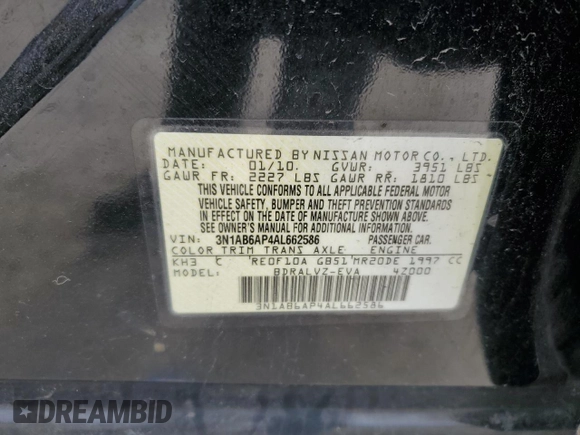 MANUFACTURED BY NISSAN MOTOR CO., LTD.
DATE: 01/10. GVWR: 3951 LBS
GAWR FR: 2227 LBS GAWR RR: 1810 LBS
THIS VEHICLE CONFORMS TO ALL APPLICABLE FEDERAL MOTOR
VEHICLE SAFETY, BUMPER AND THEFT PREVENTION STANDARDS
IN EFFECT ON THE DATE OF MANUFACTURE SHOWN ABOVE.
SEE OWNER'S MANUAL FOR ADDITIONAL INFORMATION.
VIN: 3N1AB6AP4AL662586 PASSENGER CAR.
COLOR TRIM TRANS AXLE ENGINE
KH3 K RE0F10A GB51 MR20DE 1997 CC
MODEL: BDRALVZ-EVA 4Z000
3N1AB6AP4AL662586
DREAMBID